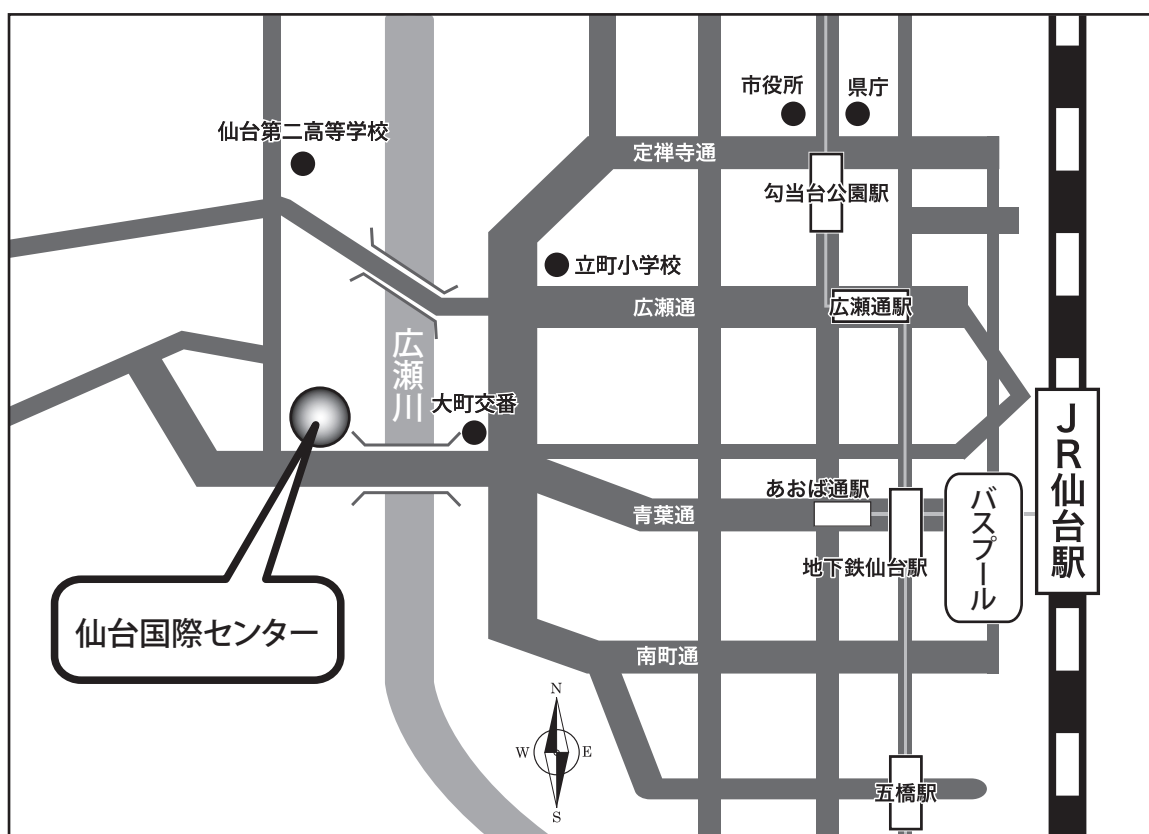 市役所
県庁
仙台第二高等学校
定禅寺通
勾当台公園駅
立町小学校
広瀬通
広瀬通駅
広瀬川
大町交番
JR仙台駅
あおば通駅
バスプール
青葉通
地下鉄仙台駅
仙台国際センター
南町通
N
W
E
S
五橋駅